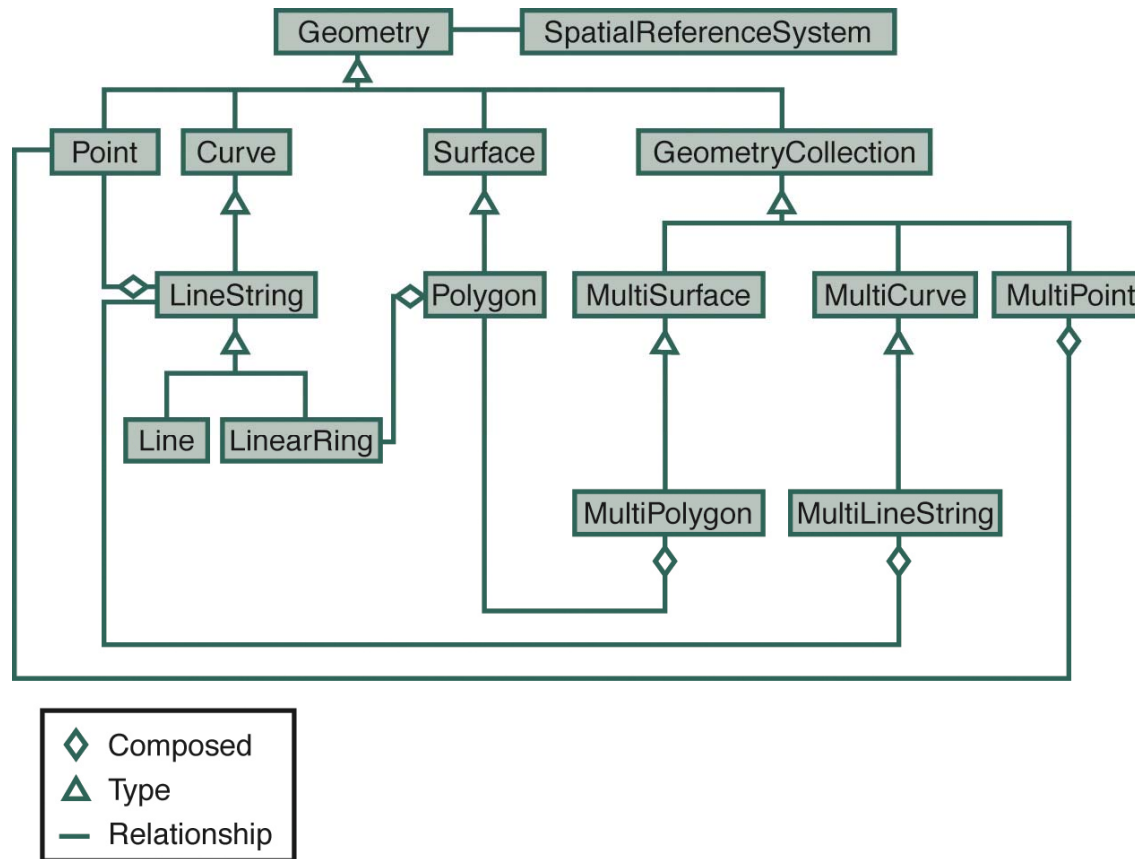 Geometry
SpatialReferenceSystem
Point
Curve
Surface
GeometryCollection
LineString
Polygon
MultiSurface
MultiCurve
MultiPoint
Line
LinearRing
MultiPolygon
MultiLineString
Composed
Type
Relationship